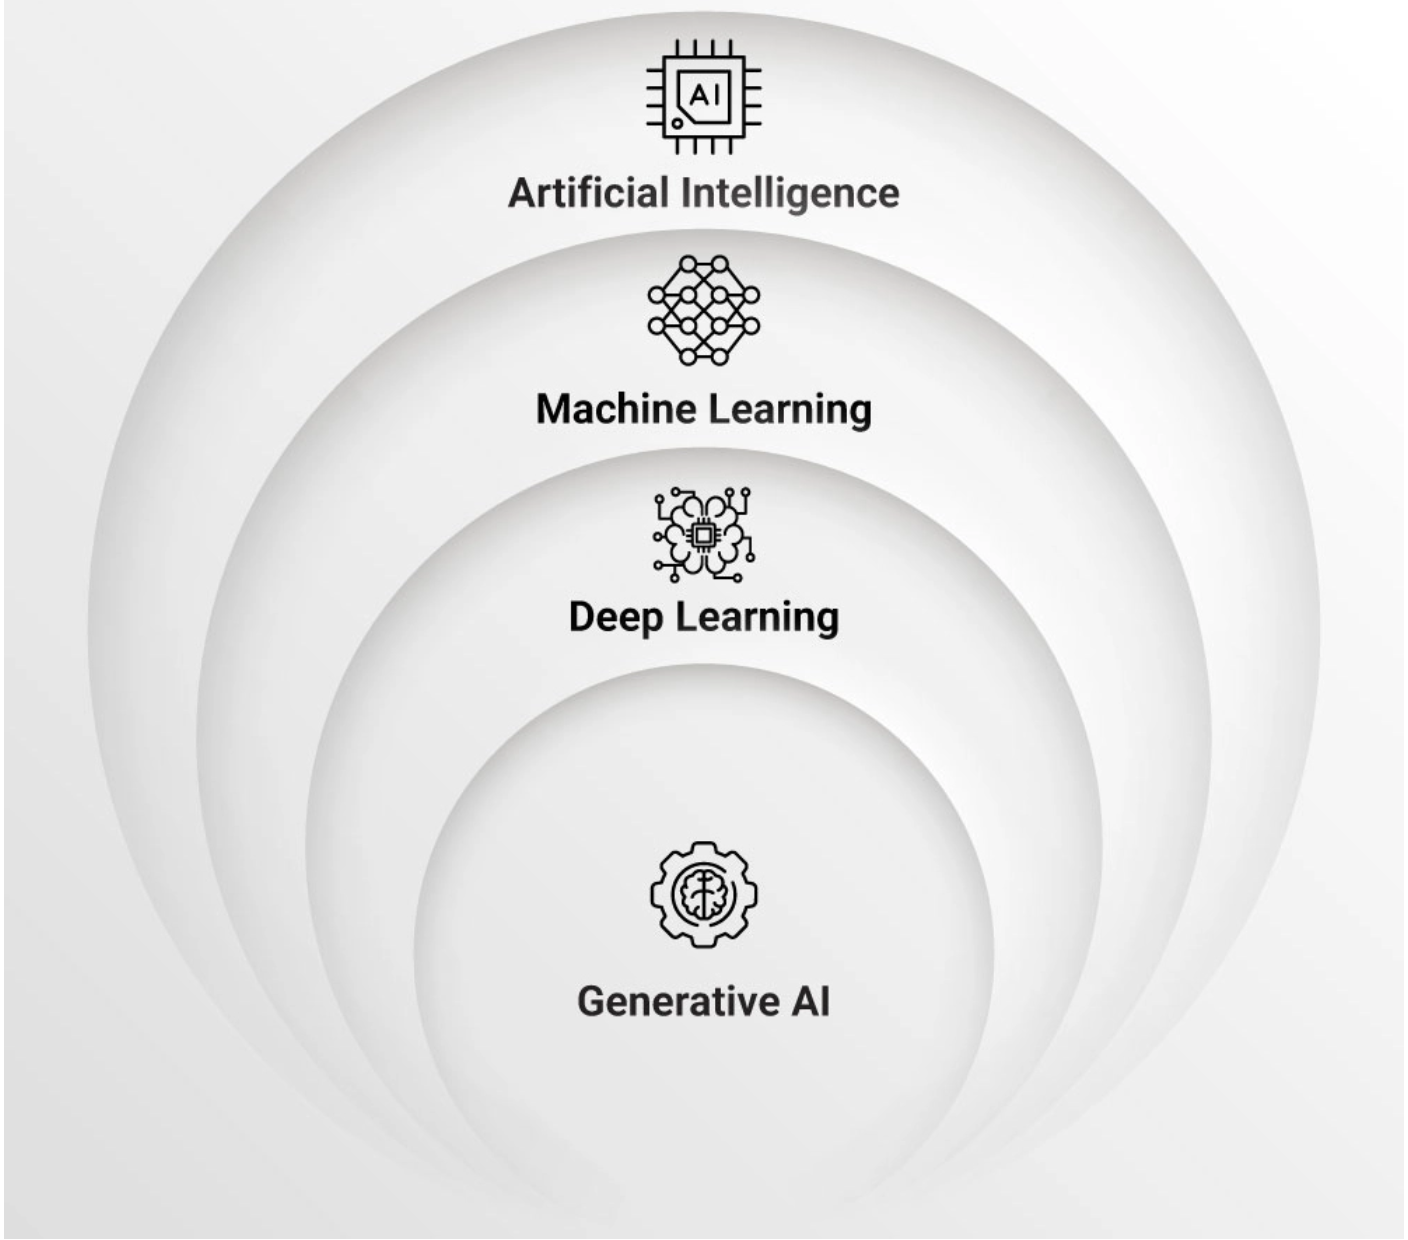 AI
Artificial Intelligence
Machine Learning
Deep Learning
Generative AI